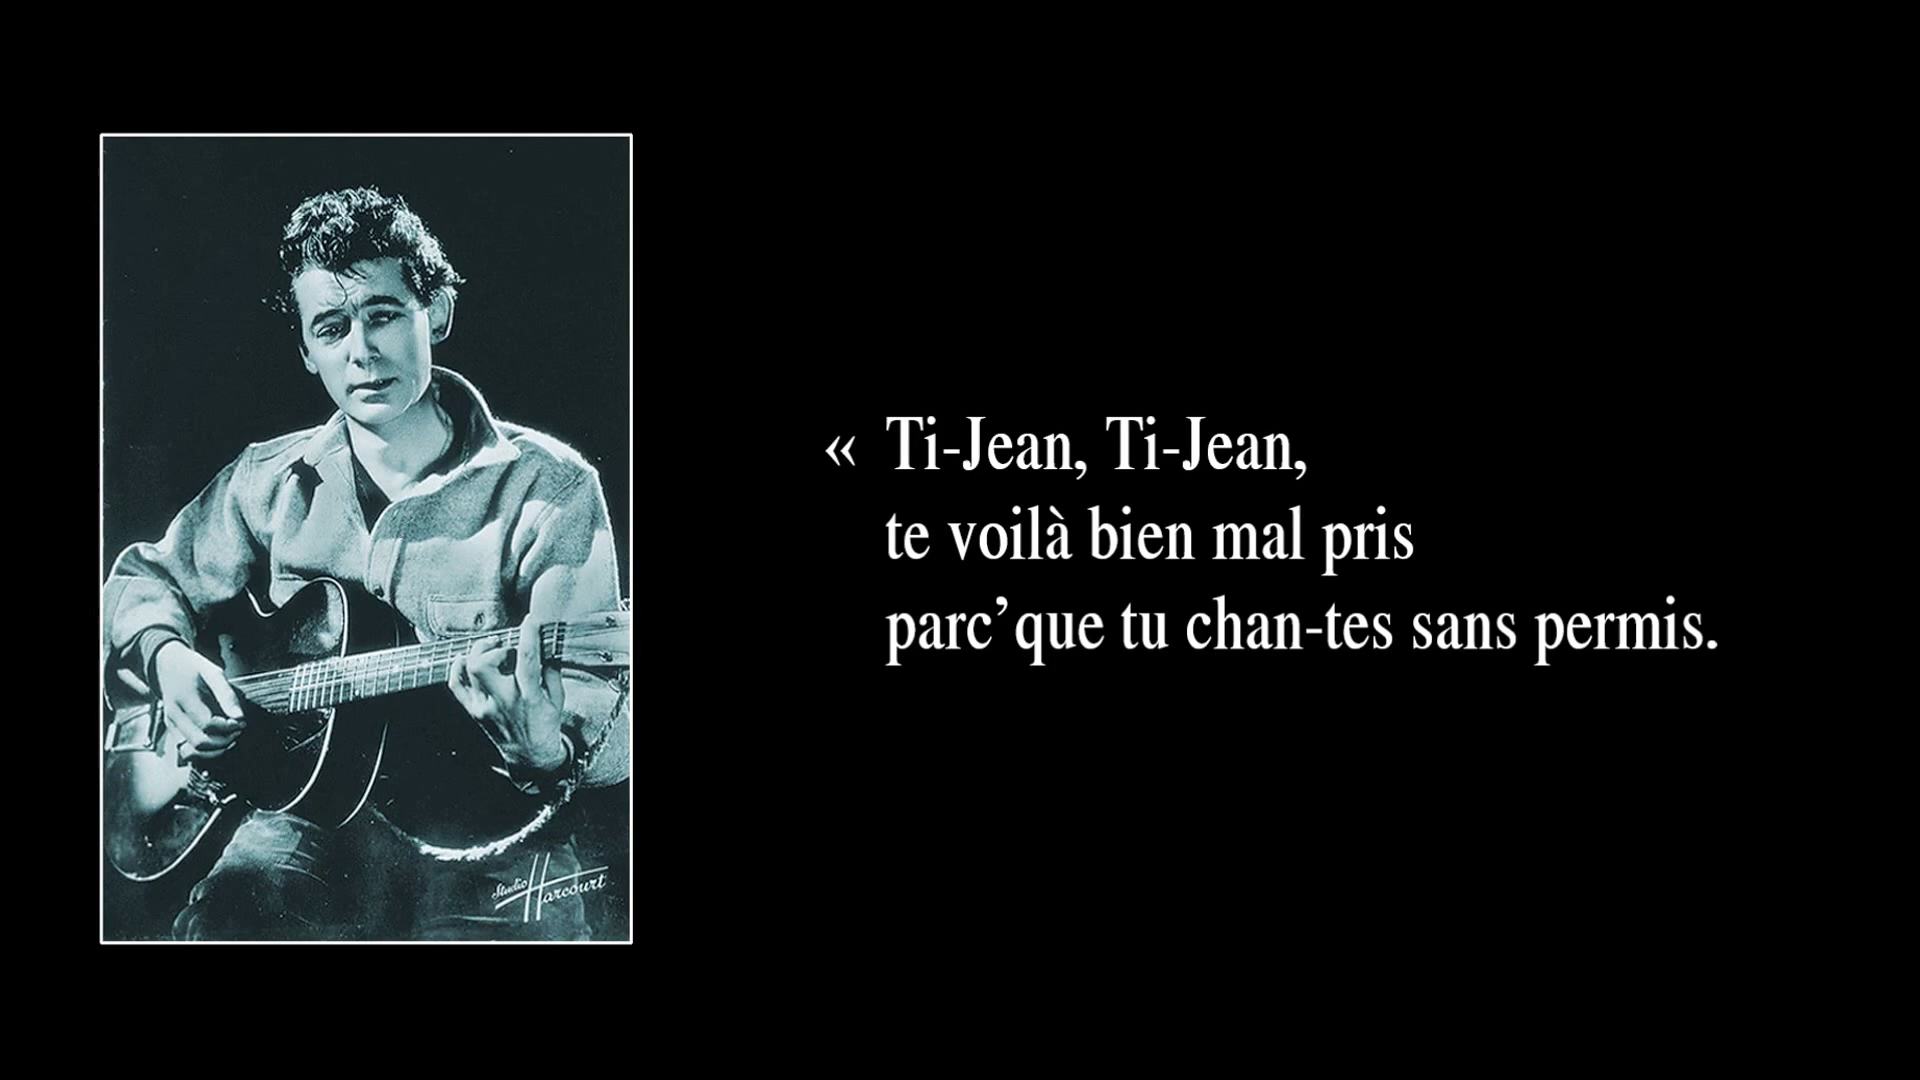 « Ti-Jean, Ti-Jean,
te voilà bien mal pris
parc’que tu chan-tes sans permis.
Studio Harcourt